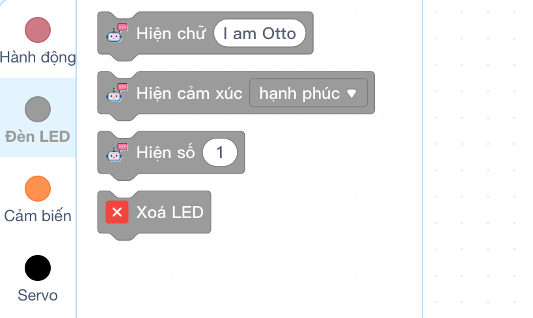 Hành động
Đèn LED
Cảm biến
Servo
Hiện chữ I am Otto
Hiện cảm xúc hạnh phúc
Hiện số 1
Xoá LED